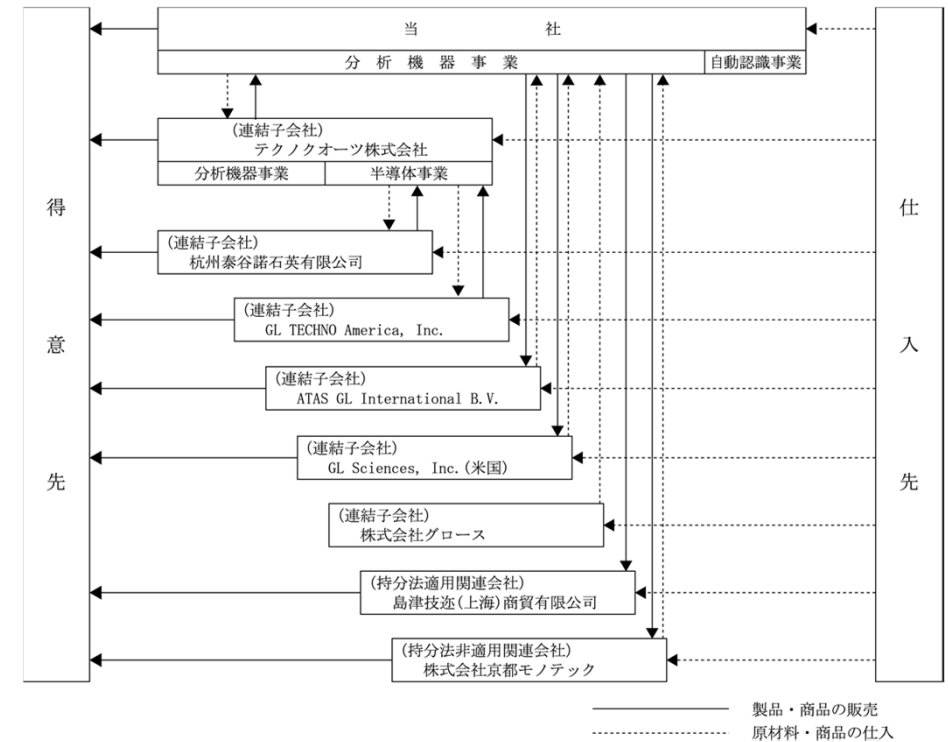 当　　　社
分　析　機　器　事　業
自動認識事業
(連結子会社)
テクノクオーツ株式会社
分析機器事業
半導体事業
得意先
仕入先
(連結子会社)
杭州泰谷諾石英有限公司
(連結子会社)
GL TECHNO America, Inc.
(連結子会社)
ATAS GL International B.V.
(連結子会社)
GL Sciences, Inc.(米国)
(連結子会社)
株式会社グロース
(持分法適用関連会社)
島津技迩(上海)商貿有限公司
(持分法非適用関連会社)
株式会社京都モノテック
製品・商品の販売
原材料・商品の仕入